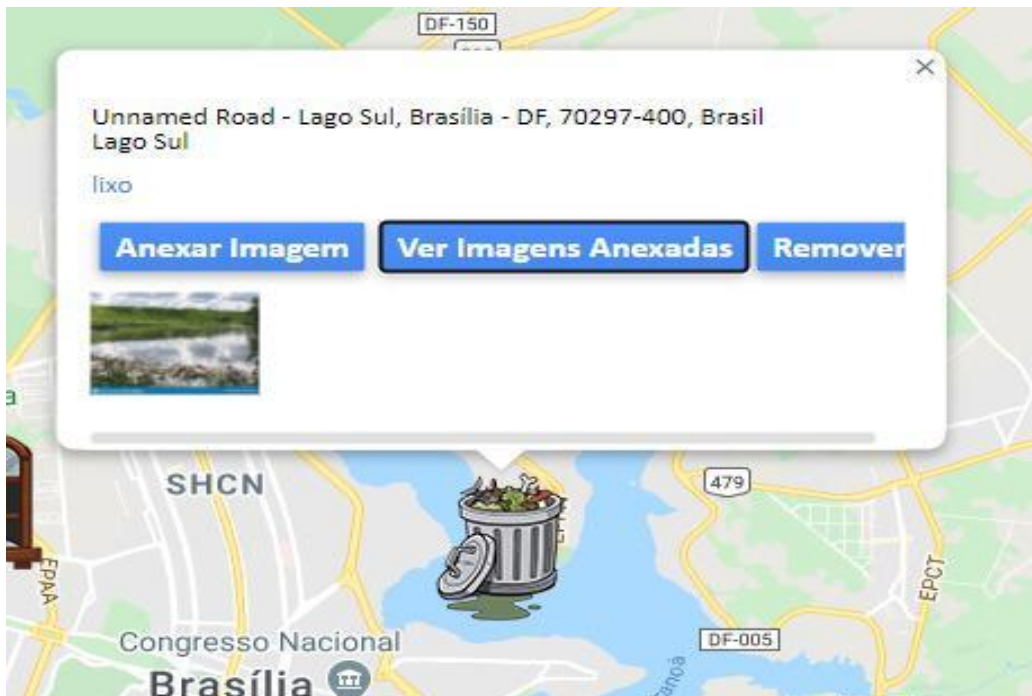 DF-150
Unnamed Road - Lago Sul, Brasília - DF, 70297-400, Brasil
Lago Sul
lixo
Anexar Imagem
Ver Imagens Anexadas
Remover
a
SHCN
479
EPAA
EPCT
Congresso Nacional
DF-005
Brasília
anoá